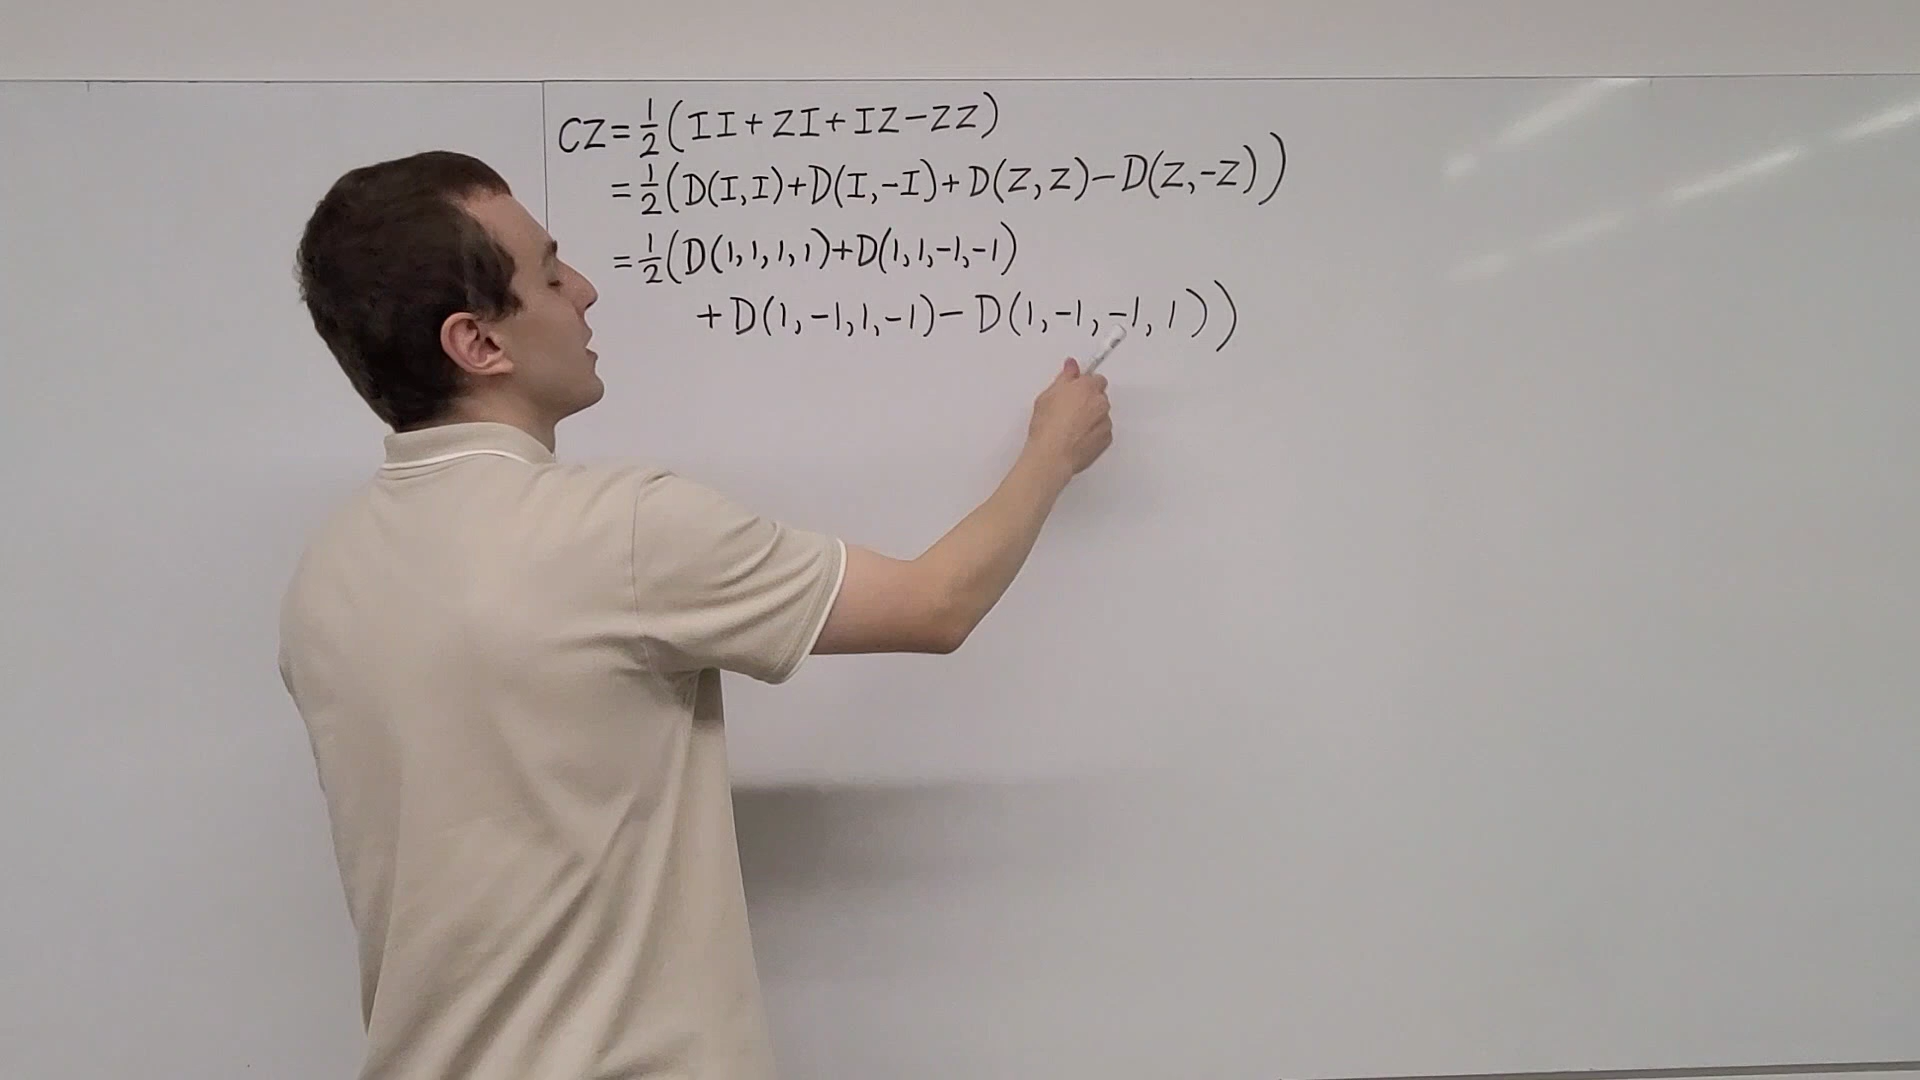 CZ=½(II+ZI+IZ-ZZ)
=½(D(I,I)+D(I,-I)+D(Z,Z)-D(Z,-Z))
=½(D(1,1,1,1)+D(1,1,-1,-1)
+D(1,-1,1,-1)-D(1,-1,-1,1))